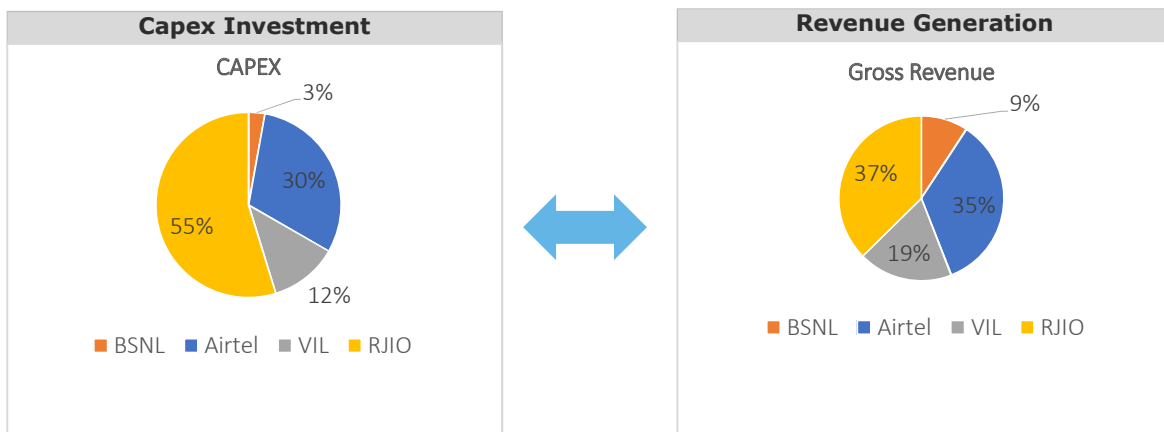 Capex Investment
CAPEX
3%
30%
55%
12%
BSNL Airtel VIL RJIO
Revenue Generation
Gross Revenue
9%
37%
35%
19%
BSNL Airtel VIL RJIO